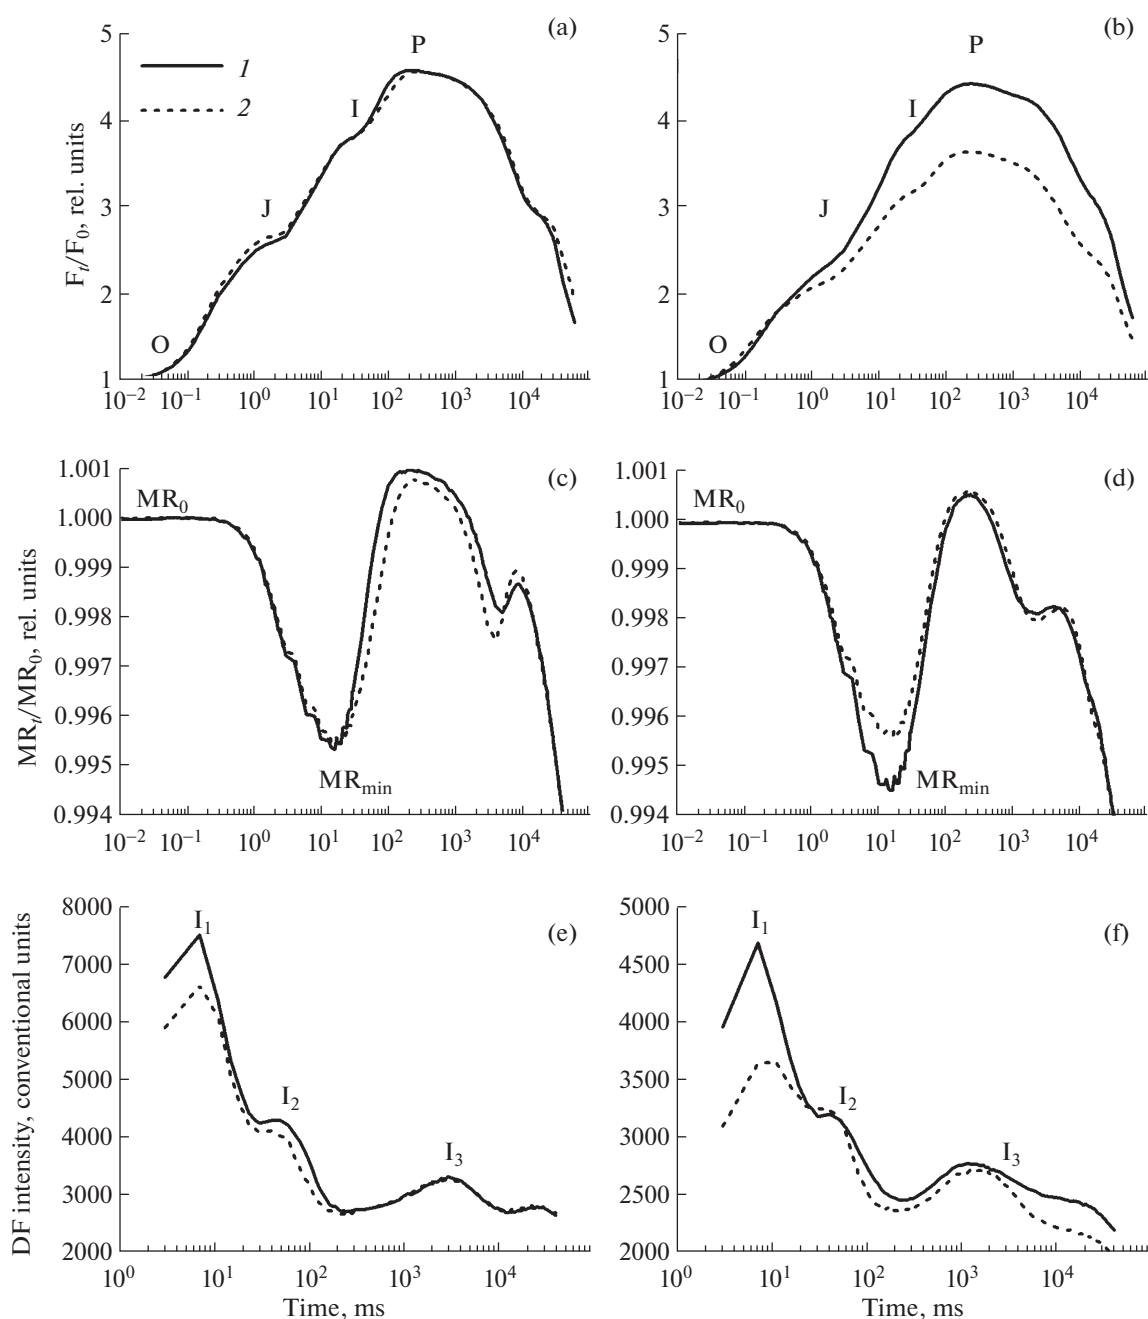 (a)
5
4
3
2
1
F_t/F_0, rel. units
1
2
O
J
I
P
10^−2 10^−1 10^0 10^1 10^2 10^3 10^4
(b)
5
4
3
2
1
O
J
I
P
10^−2 10^−1 10^0 10^1 10^2 10^3 10^4
(c)
1.001
1.000
0.999
0.998
0.997
0.996
0.995
0.994
MR_t/MR_0, rel. units
MR_0
MR_min
10^−2 10^−1 10^0 10^1 10^2 10^3 10^4
(d)
1.001
1.000
0.999
0.998
0.997
0.996
0.995
0.994
MR_0
MR_min
10^−2 10^−1 10^0 10^1 10^2 10^3 10^4
(e)
8000
7000
6000
5000
4000
3000
2000
DF intensity, conventional units
I_1
I_2
I_3
10^0 10^1 10^2 10^3 10^4
Time, ms
(f)
5000
4500
4000
3500
3000
2500
2000
I_1
I_2
I_3
10^0 10^1 10^2 10^3 10^4
Time, ms